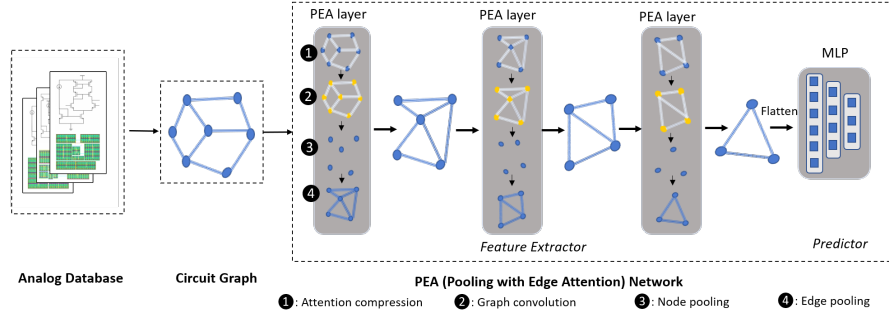 PEA layer
PEA layer
PEA layer
1
2
3
4
MLP
Flatten
Feature Extractor
Predictor
Analog Database
Circuit Graph
PEA (Pooling with Edge Attention) Network
1: Attention compression
2: Graph convolution
3: Node pooling
4: Edge pooling